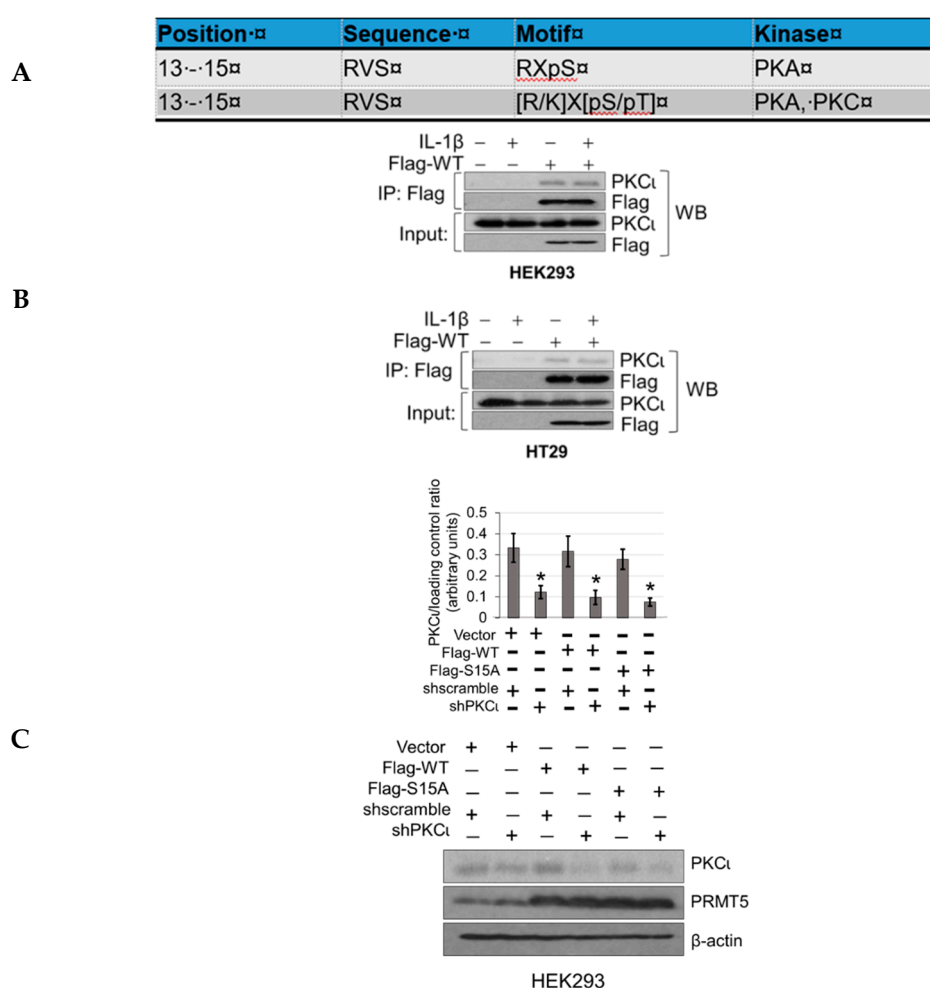 A
Position·¤ Sequence·¤ Motif¤ Kinase¤
13·-·15¤ RVS¤ RXpS¤ PKA¤
13·-·15¤ RVS¤ [R/K]X[pS/pT]¤ PKA,·PKC¤
B
IL-1β – + – +
Flag-WT – – + +
IP: Flag PKCι
Flag
Input: PKCι
Flag
WB
HEK293
IL-1β – + – +
Flag-WT – – + +
IP: Flag PKCι
Flag
Input: PKCι
Flag
WB
HT29
C
PKCι/loading control ratio
(arbitrary units)
0.5
0.4
0.3
0.2
0.1
0
* * *
Vector + + – – – –
Flag-WT – – + + – –
Flag-S15A – – – – + +
shscramble + – + – + –
shPKCι – + – + – +
Vector + + – – – –
Flag-WT – – + + – –
Flag-S15A – – – – + +
shscramble + – + – + –
shPKCι – + – + – +
PKCι
PRMT5
β-actin
HEK293